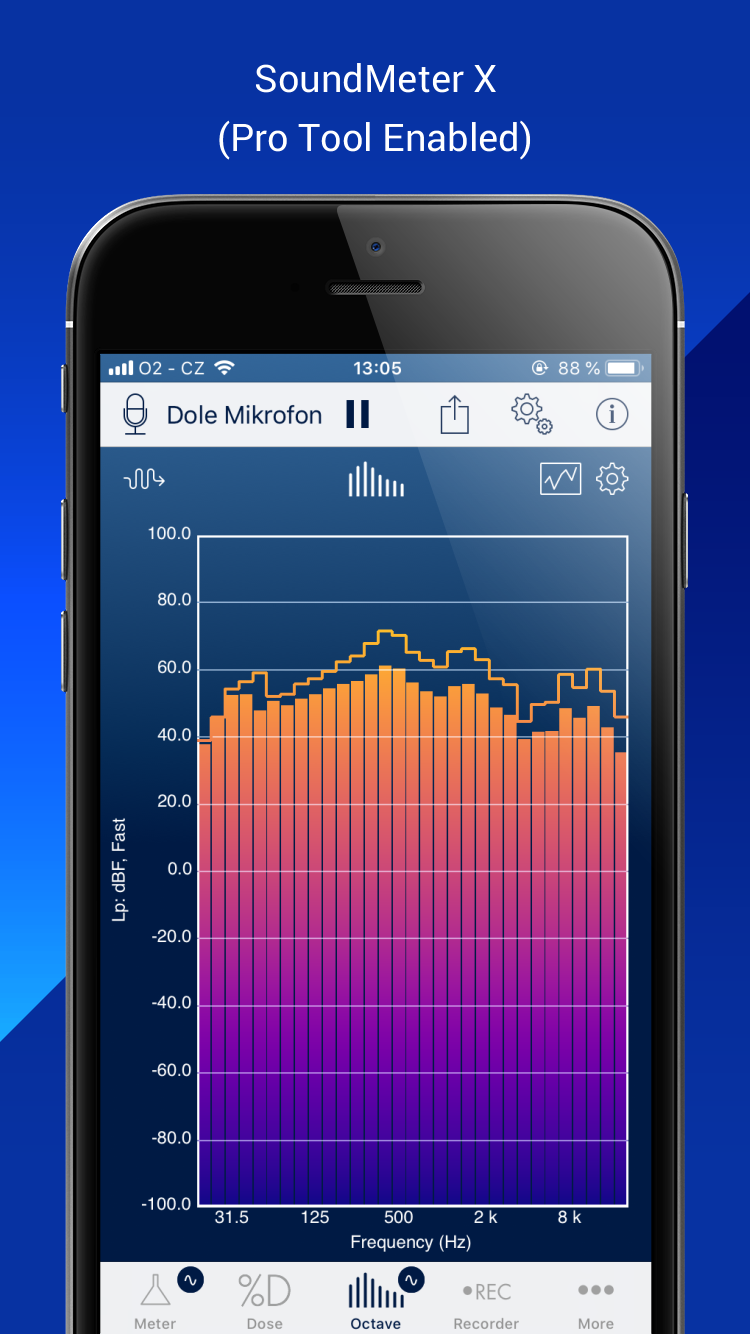 SoundMeter X
(Pro Tool Enabled)
O2 - CZ 13:05 88 %
Dole Mikrofon
100.0
80.0
60.0
40.0
20.0
0.0
-20.0
-40.0
-60.0
-80.0
-100.0
Lp: dBF, Fast
31.5 125 500 2 k 8 k
Frequency (Hz)
%D REC
Meter Dose Octave Recorder More